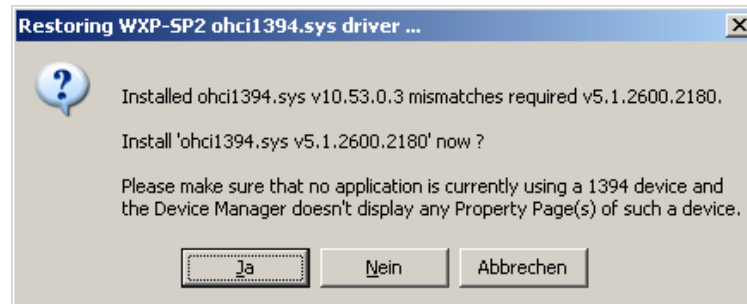 Restoring WXP-SP2 ohci1394.sys driver ...
Installed ohci1394.sys v10.53.0.3 mismatches required v5.1.2600.2180.
Install 'ohci1394.sys v5.1.2600.2180' now ?
Please make sure that no application is currently using a 1394 device and
the Device Manager doesn't display any Property Page(s) of such a device.
Ja Nein Abbrechen